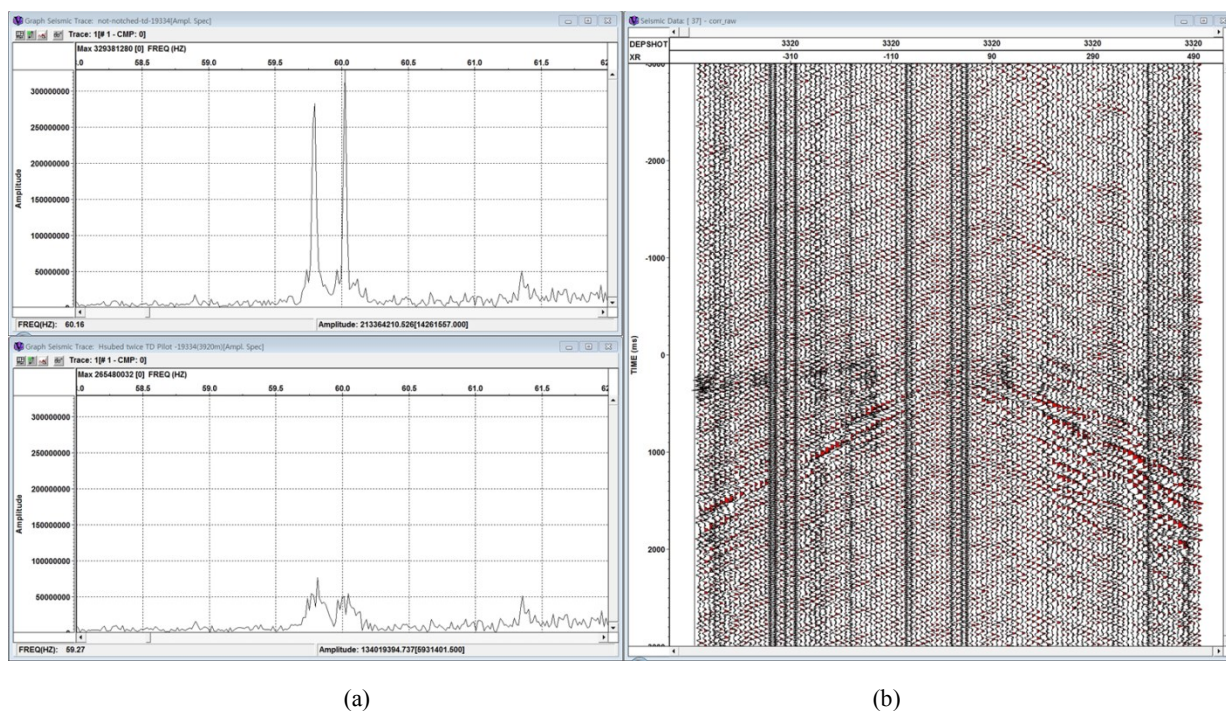 Graph Seismic Trace: not-notched-td-19334[Ampl. Spec]
Trace: 1[# 1 - CMP: 0]
Max 329381280 [0] FREQ (HZ)
.0 58.5 59.0 59.5 60.0 60.5 61.0 61.5 62
300000000
250000000
200000000
150000000
100000000
50000000
Amplitude
FREQ(HZ): 60.16 Amplitude: 213364210.526[14261557.000]
Graph Seismic Trace: Hsubed twice TD Pilot -19334(3920m)[Ampl. Spec]
Trace: 1[# 1 - CMP: 0]
Max 265480032 [0] FREQ (HZ)
.0 58.5 59.0 59.5 60.0 60.5 61.0 61.5 62
300000000
250000000
200000000
150000000
100000000
50000000
Amplitude
FREQ(HZ): 59.27 Amplitude: 134019394.737[5931401.500]
(a)
Seismic Data: [ 37] - corr_raw
DEPSHOT 3320 3320 3320 3320 3320
XR -310 -110 90 290 490
-3000
-2000
-1000
0
1000
2000
TIME (ms)
(b)